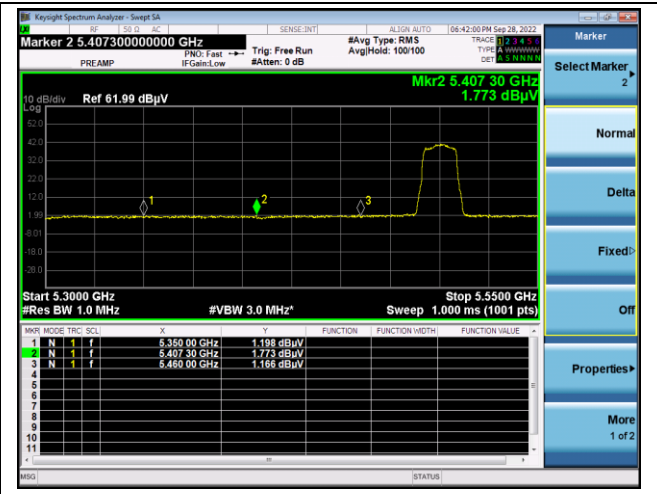 Keysight Spectrum Analyzer - Swept SA
RF 50 Ω AC SENSE:INT ALIGN AUTO 06:42:00 PM Sep 28, 2022
Marker 2 5.407300000000 GHz
PREAMP
PNO: Fast
IFGain:Low
Trig: Free Run
#Atten: 0 dB
#Avg Type: RMS
Avg|Hold: 100/100
TRACE 1 2 3 4 5 6
TYPE A WWWWW
DET A S N N N N
Marker
Select Marker
2
Normal
Delta
Fixed
Off
Properties
More
1 of 2
Mkr2 5.407 30 GHz
1.773 dBµV
10 dB/div Ref 61.99 dBµV
Log
52.0
42.0
32.0
22.0
12.0
1.99
-8.01
-18.0
-28.0
1 2 3
Start 5.3000 GHz Stop 5.5500 GHz
#Res BW 1.0 MHz #VBW 3.0 MHz* Sweep 1.000 ms (1001 pts)
MKR MODE TRC SCL X Y FUNCTION FUNCTION WIDTH FUNCTION VALUE
1 N 1 f 5.350 00 GHz 1.198 dBµV
2 N 1 f 5.407 30 GHz 1.773 dBµV
3 N 1 f 5.460 00 GHz 1.166 dBµV
4
5
6
7
8
9
10
11
MSG STATUS